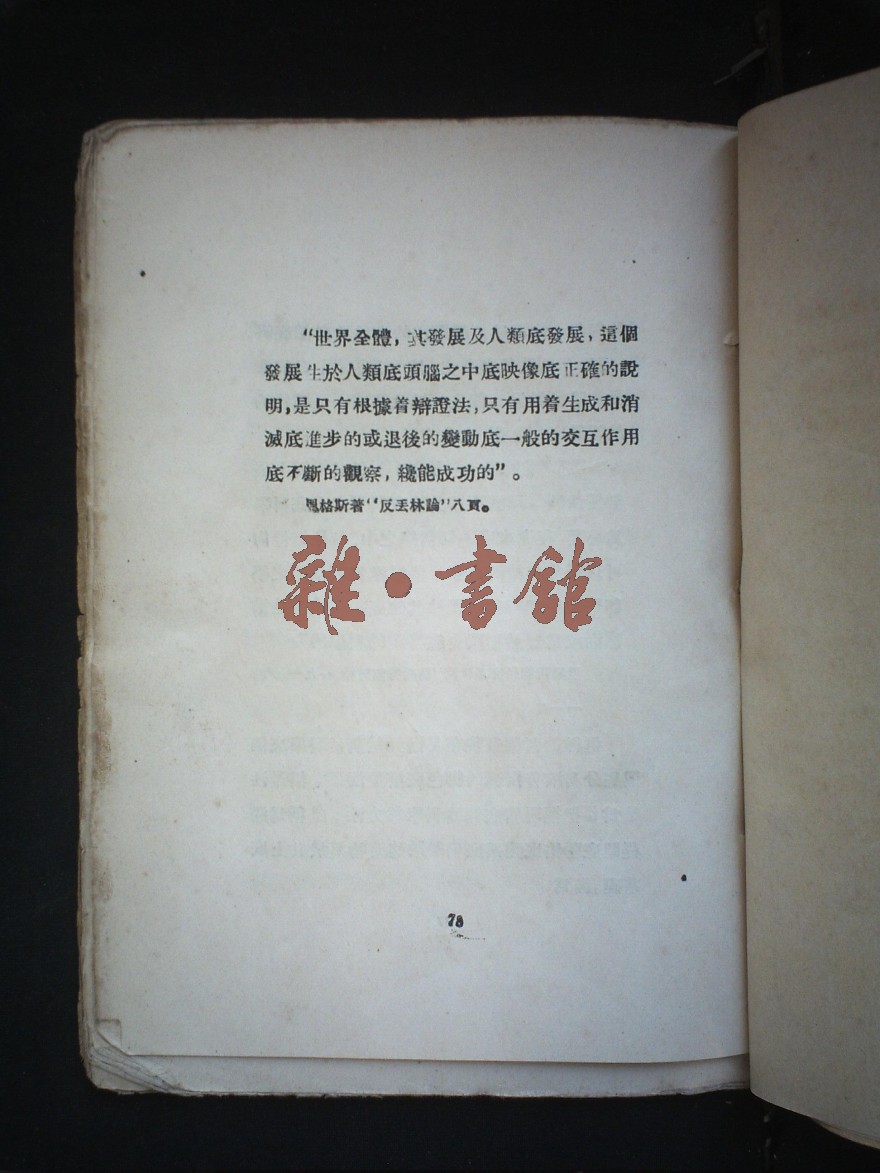 “世界全體，其發展及人類底發展，這個
發展生於人類底頭腦之中底映像底正確的說
明，是只有根據着辯證法，只有用着生成和消
滅底進步的或退後的變動底一般的交互作用
底不斷的觀察，纔能成功的”。
恩格斯著“反丟林論”八頁。
雜・書館
78